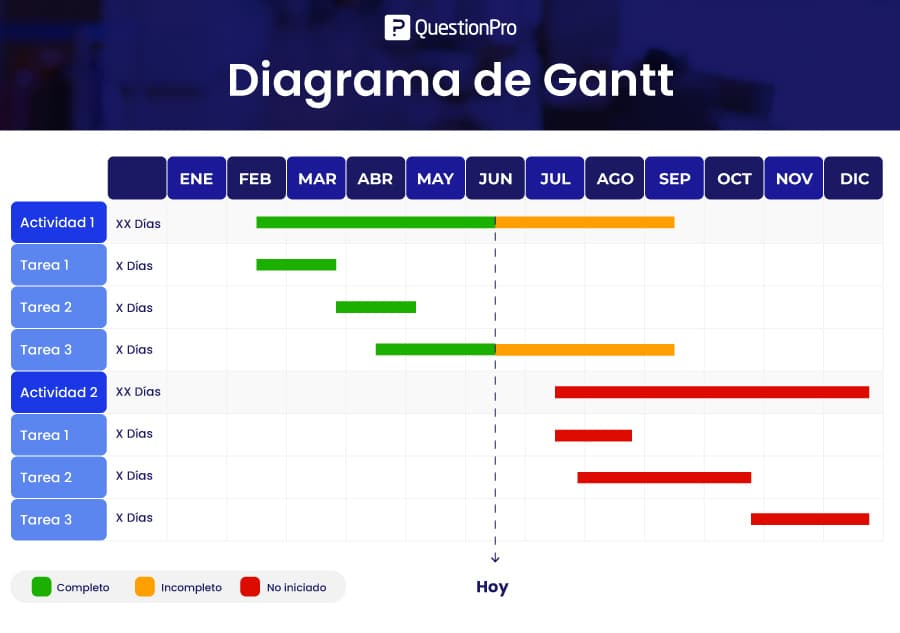 QuestionPro
Diagrama de Gantt
ENE FEB MAR ABR MAY JUN JUL AGO SEP OCT NOV DIC
Actividad 1 XX Días
Tarea 1 X Días
Tarea 2 X Días
Tarea 3 X Días
Actividad 2 XX Días
Tarea 1 X Días
Tarea 2 X Días
Tarea 3 X Días
Completo Incompleto No iniciado
Hoy